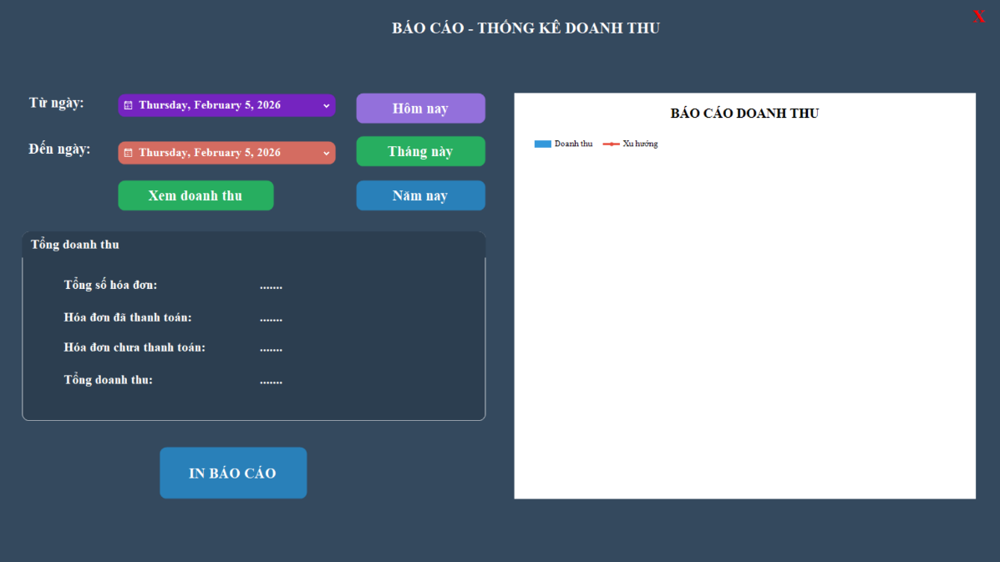 X
BÁO CÁO - THỐNG KÊ DOANH THU
Từ ngày:
Thursday, February 5, 2026
Hôm nay
Đến ngày:
Thursday, February 5, 2026
Tháng này
Xem doanh thu
Năm nay
Tổng doanh thu
Tổng số hóa đơn: .......
Hóa đơn đã thanh toán: .......
Hóa đơn chưa thanh toán: .......
Tổng doanh thu: .......
IN BÁO CÁO
BÁO CÁO DOANH THU
Doanh thu
Xu hướng